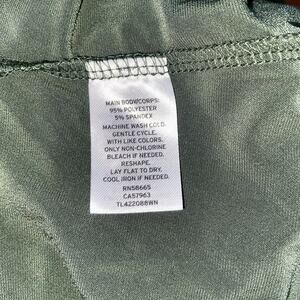 MAIN BODY/CORPS:
95% POLYESTER
5% SPANDEX
MACHINE WASH COLD.
GENTLE CYCLE.
WITH LIKE COLORS.
ONLY NON-CHLORINE
BLEACH IF NEEDED.
RESHAPE.
LAY FLAT TO DRY.
COOL IRON IF NEEDED.
RN58665
CA57963
TL422088WN